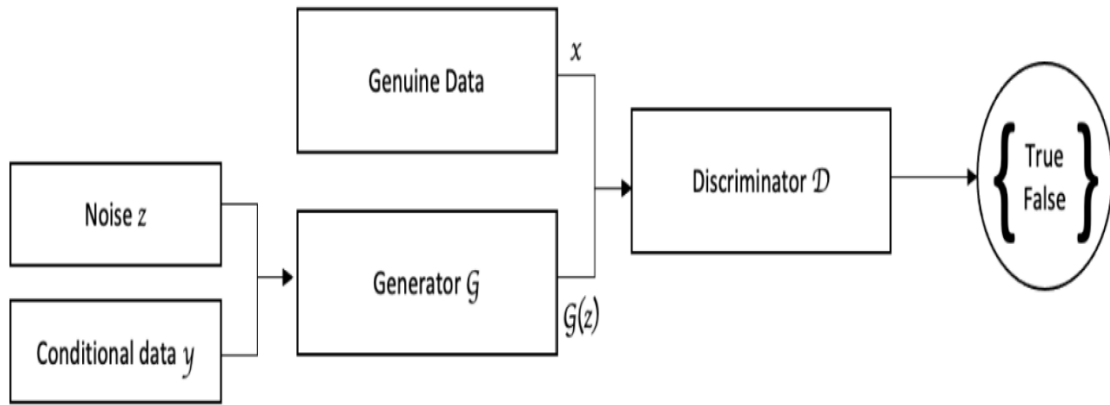 Genuine Data
x
Noise z
Conditional data y
Generator G
G(z)
Discriminator D
True
False